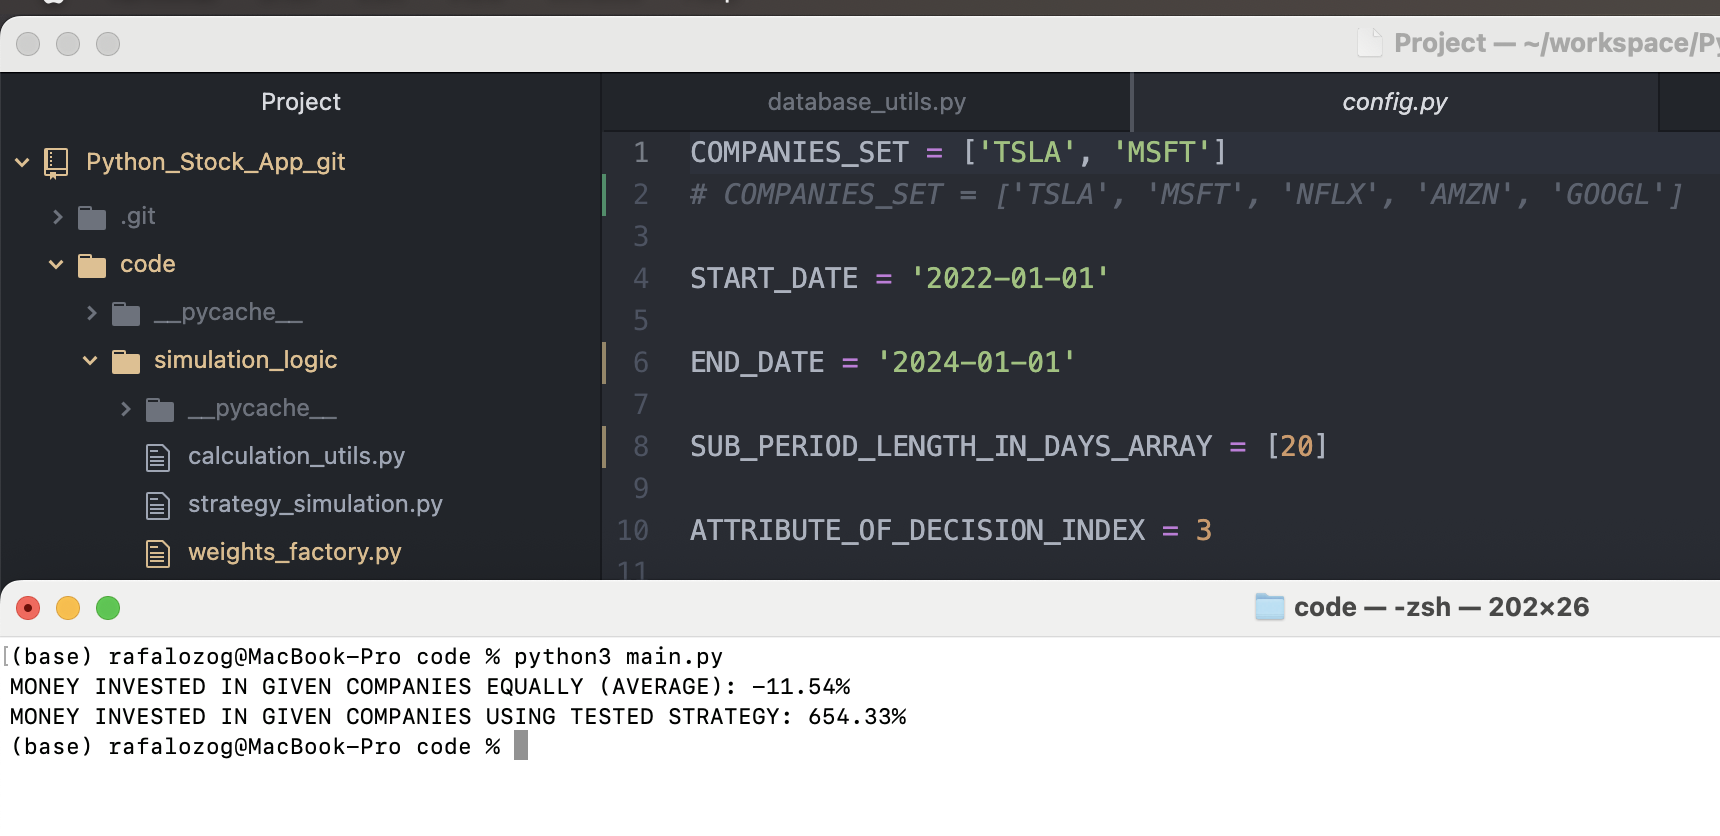 Project — ~/workspace/Py
Project
database_utils.py
config.py
Python_Stock_App_git
.git
code
__pycache__
simulation_logic
__pycache__
calculation_utils.py
strategy_simulation.py
weights_factory.py
1 COMPANIES_SET = ['TSLA', 'MSFT']
2 # COMPANIES_SET = ['TSLA', 'MSFT', 'NFLX', 'AMZN', 'GOOGL']
3
4 START_DATE = '2022-01-01'
5
6 END_DATE = '2024-01-01'
7
8 SUB_PERIOD_LENGTH_IN_DAYS_ARRAY = [20]
9
10 ATTRIBUTE_OF_DECISION_INDEX = 3
11
code — -zsh — 202×26
[(base) rafalozog@MacBook-Pro code % python3 main.py
MONEY INVESTED IN GIVEN COMPANIES EQUALLY (AVERAGE): -11.54%
MONEY INVESTED IN GIVEN COMPANIES USING TESTED STRATEGY: 654.33%
(base) rafalozog@MacBook-Pro code %